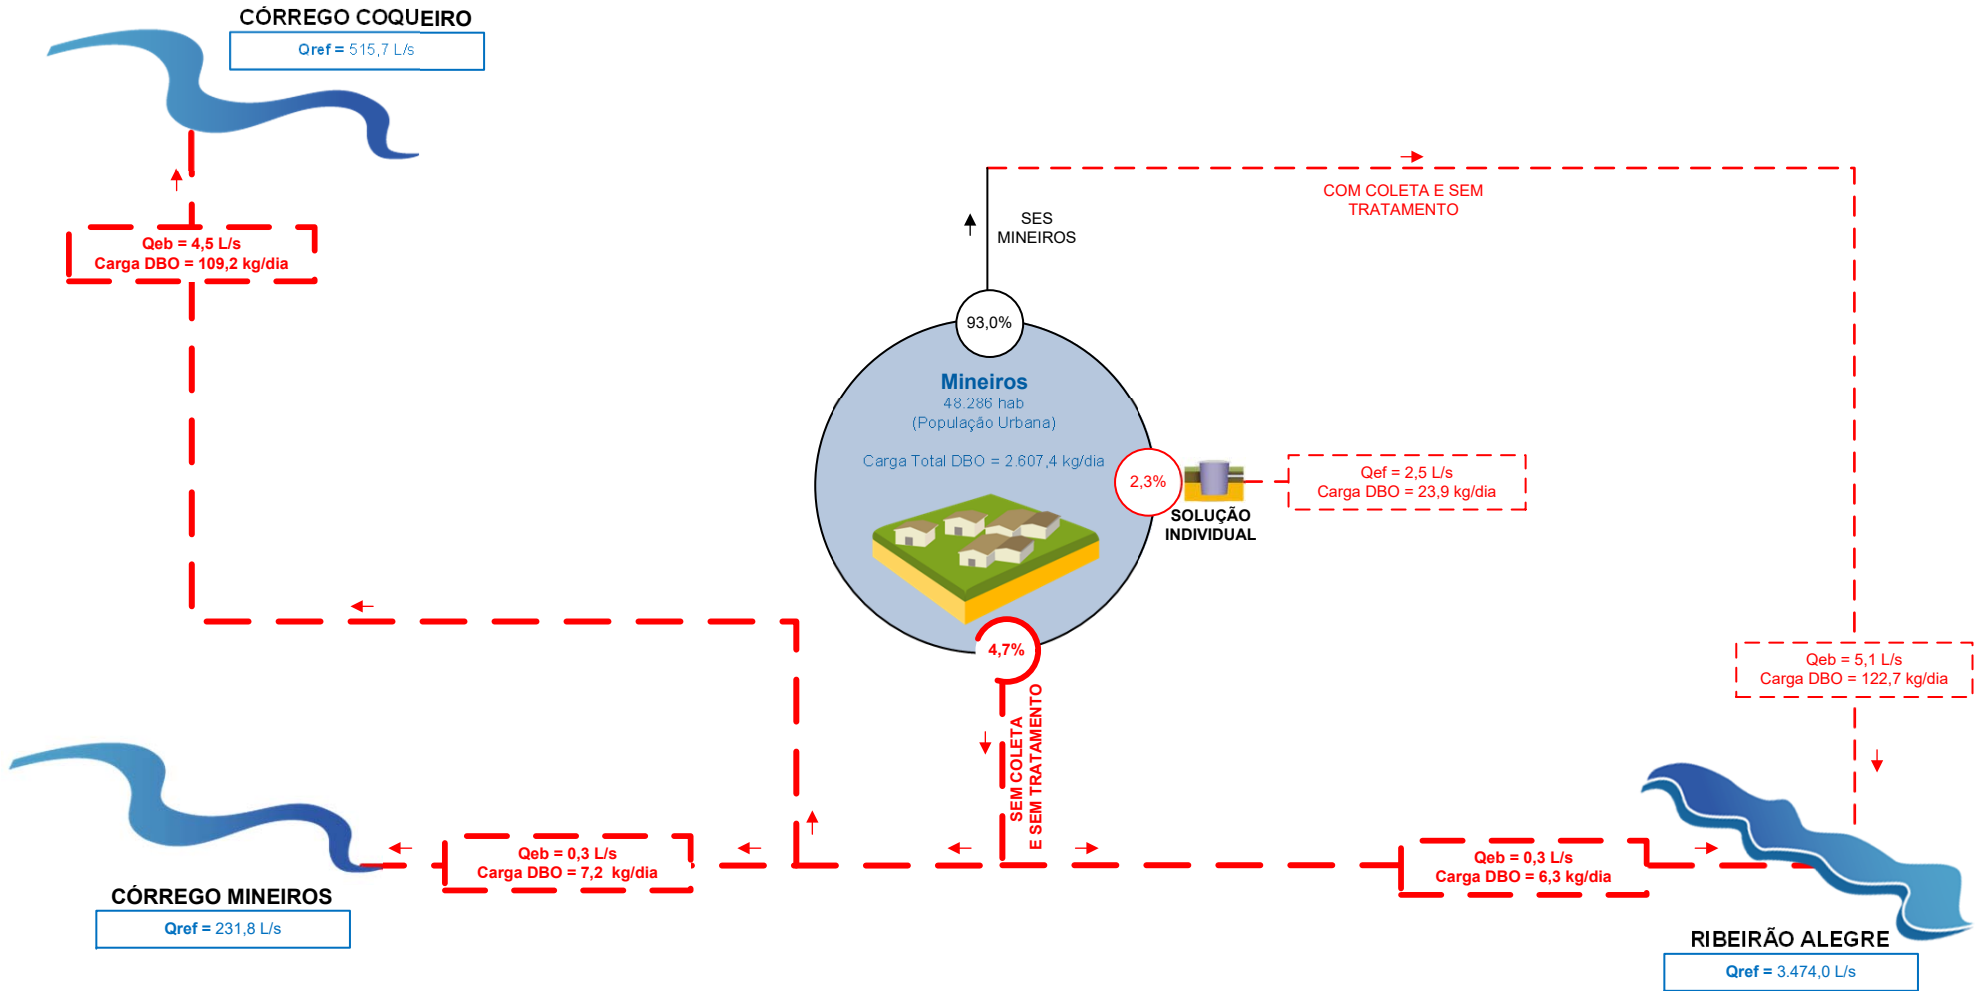 CÓRREGO COQUEIRO
Qref = 515,7 L/s
Qeb = 4,5 L/s
Carga DBO = 109,2 kg/dia
SES
MINEIROS
COM COLETA E SEM
TRATAMENTO
93,0%
Mineiros
48.286 hab
(População Urbana)
Carga Total DBO = 2.607,4 kg/dia
2,3%
SOLUÇÃO
INDIVIDUAL
Qef = 2,5 L/s
Carga DBO = 23,9 kg/dia
4,7%
SEM COLETA
E SEM TRATAMENTO
Qeb = 5,1 L/s
Carga DBO = 122,7 kg/dia
Qeb = 0,3 L/s
Carga DBO = 7,2 kg/dia
CÓRREGO MINEIROS
Qref = 231,8 L/s
Qeb = 0,3 L/s
Carga DBO = 6,3 kg/dia
RIBEIRÃO ALEGRE
Qref = 3.474,0 L/s